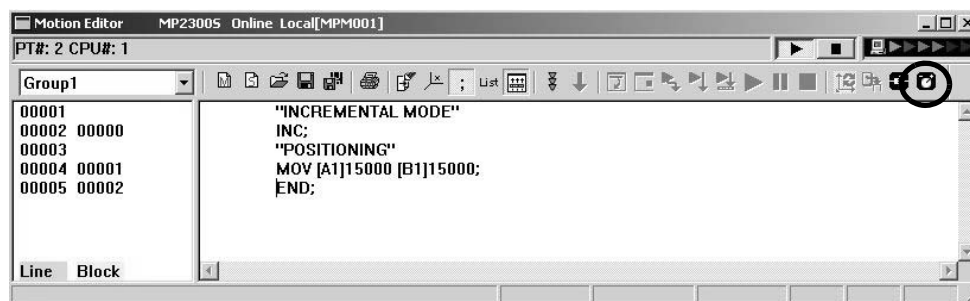 Motion Editor MP2300S Online Local[MPM001]
PT#: 2 CPU#: 1
Group1 List
00001 "INCREMENTAL MODE"
00002 00000 INC;
00003 "POSITIONING"
00004 00001 MOV [A1]15000 [B1]15000;
00005 00002 END;
Line Block